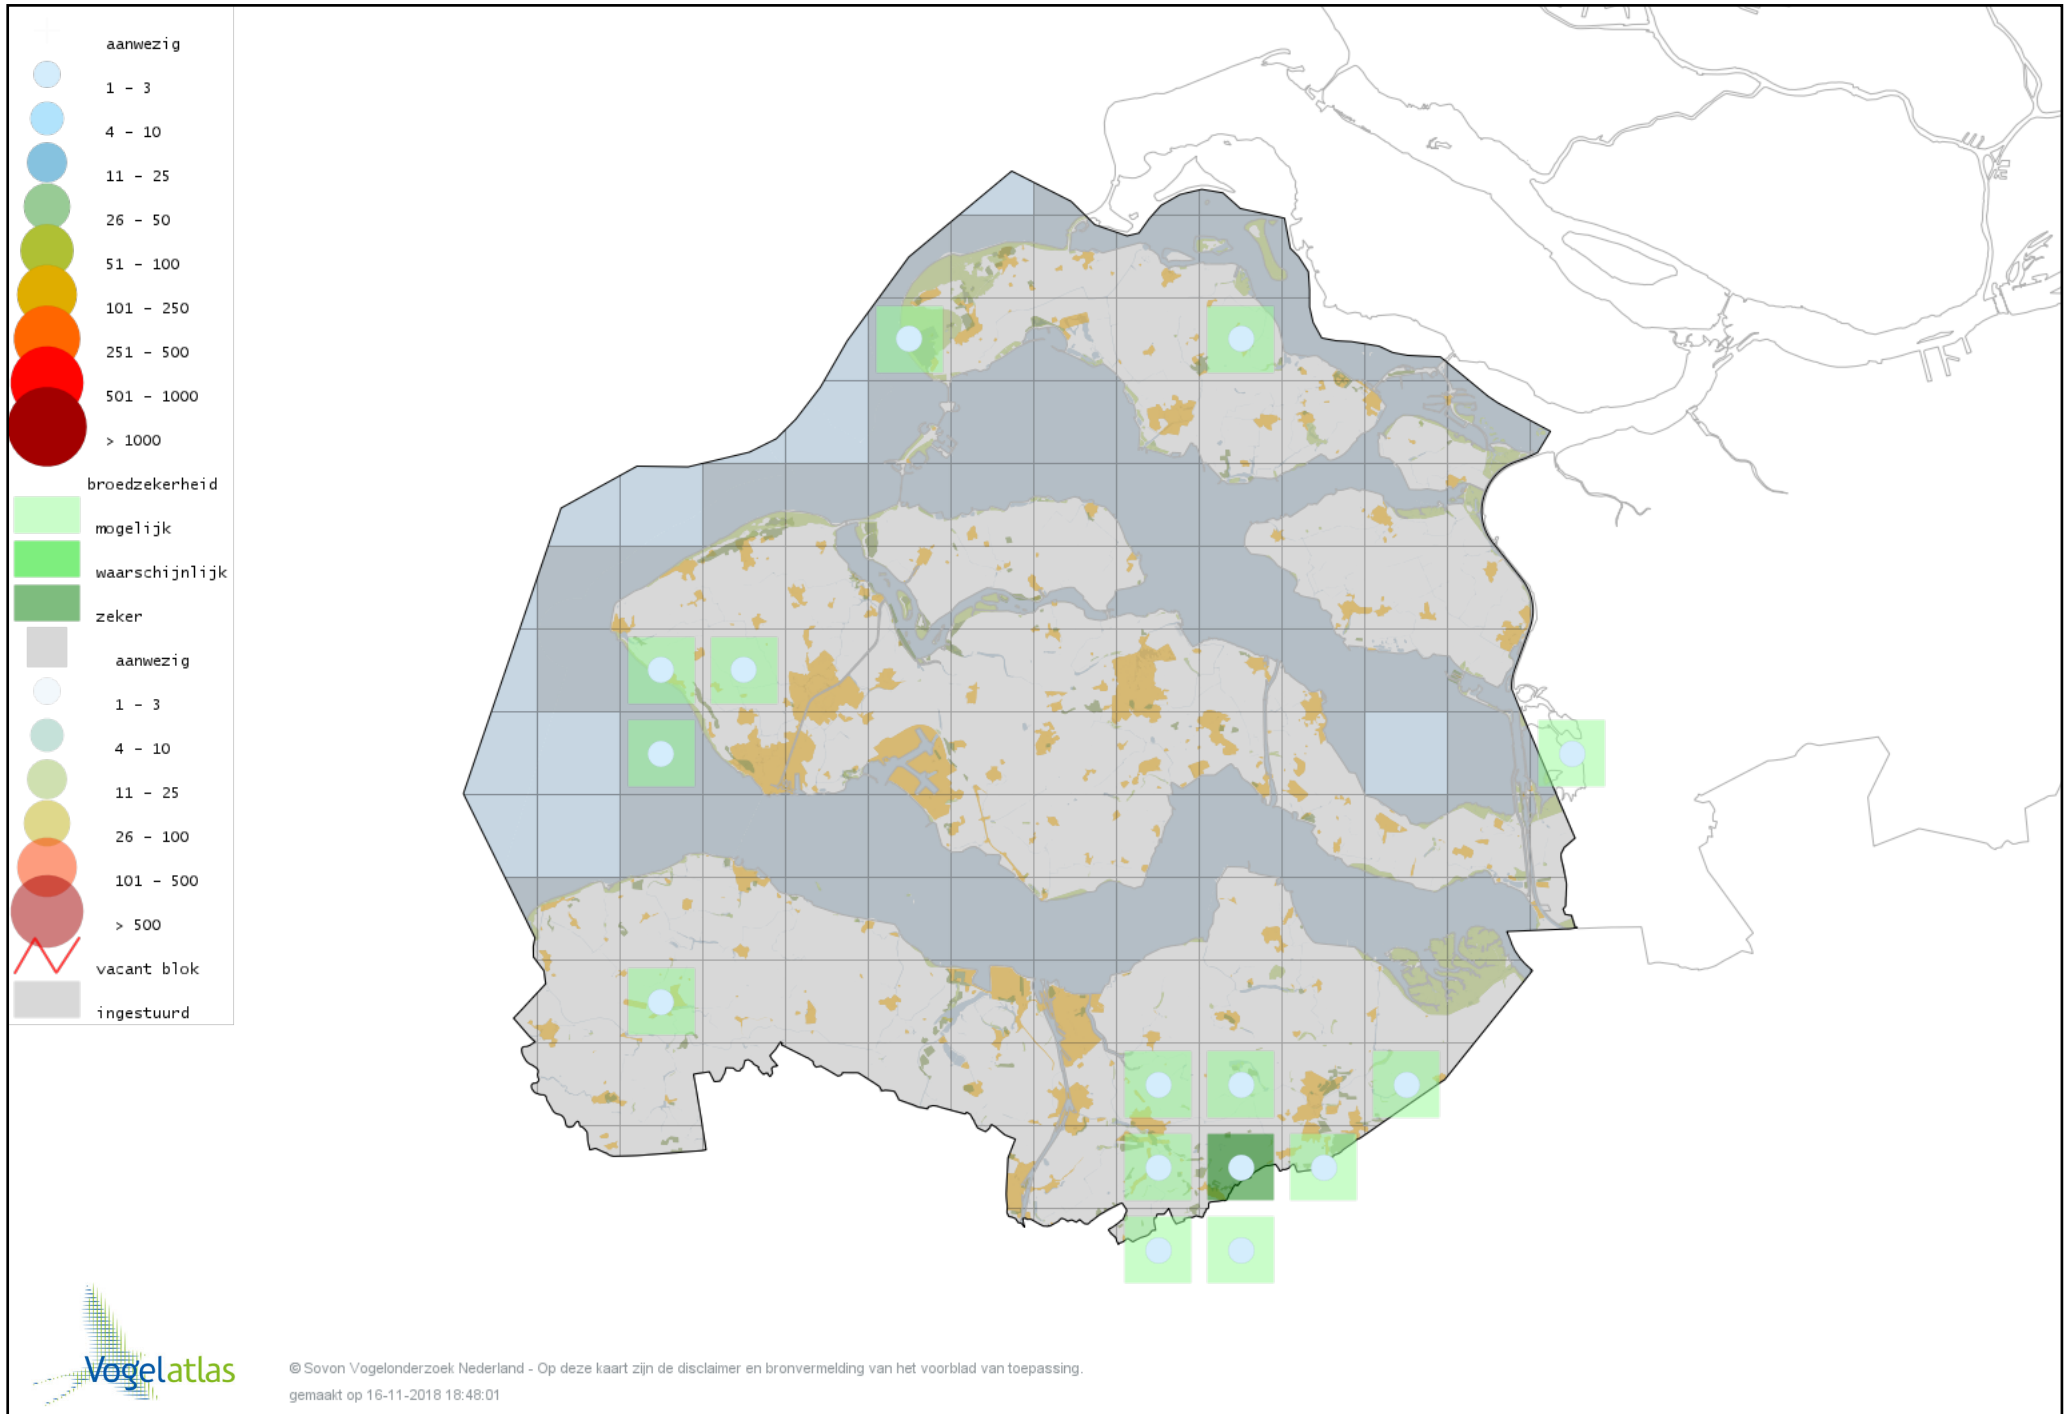 aanwezig
1 - 3
4 - 10
11 - 25
26 - 50
51 - 100
101 - 250
251 - 500
501 - 1000
> 1000
broedzekerheid
mogelijk
waarschijnlijk
zeker
aanwezig
1 - 3
4 - 10
11 - 25
26 - 100
101 - 500
> 500
vacant blok
ingestuurd
Vogelatlas
© Sovon Vogelonderzoek Nederland - Op deze kaart zijn de disclaimer en bronvermelding van het voorblad van toepassing.
gemaakt op 16-11-2018 18:48:01